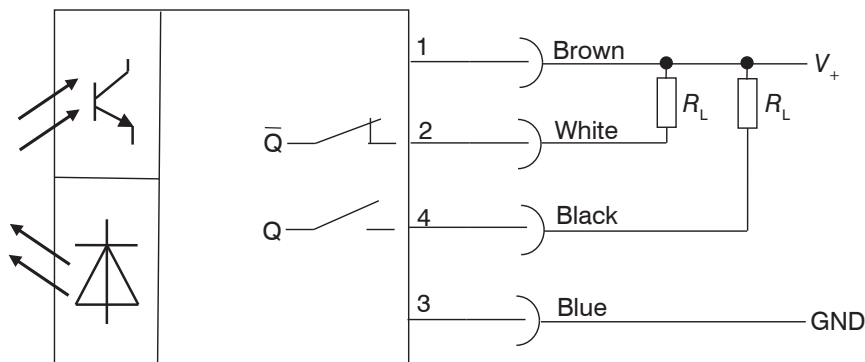 1 Brown V+
RL RL
Q̅ 2 White
Q 4 Black
3 Blue GND